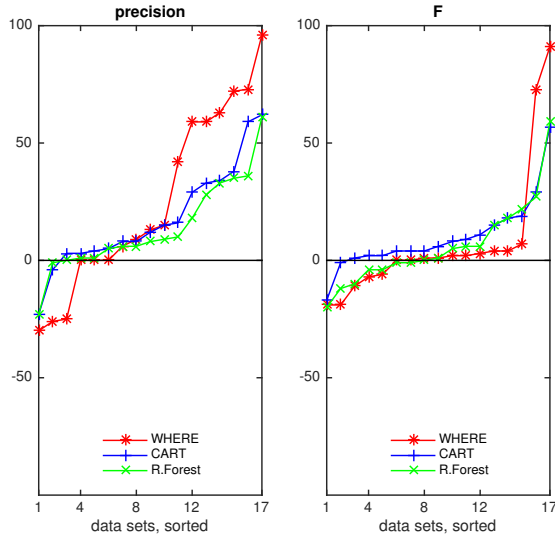 precision
100
50
0
-50
WHERE
CART
R.Forest
1 4 8 12 17
data sets, sorted
F
100
50
0
-50
WHERE
CART
R.Forest
1 4 8 12 17
data sets, sorted